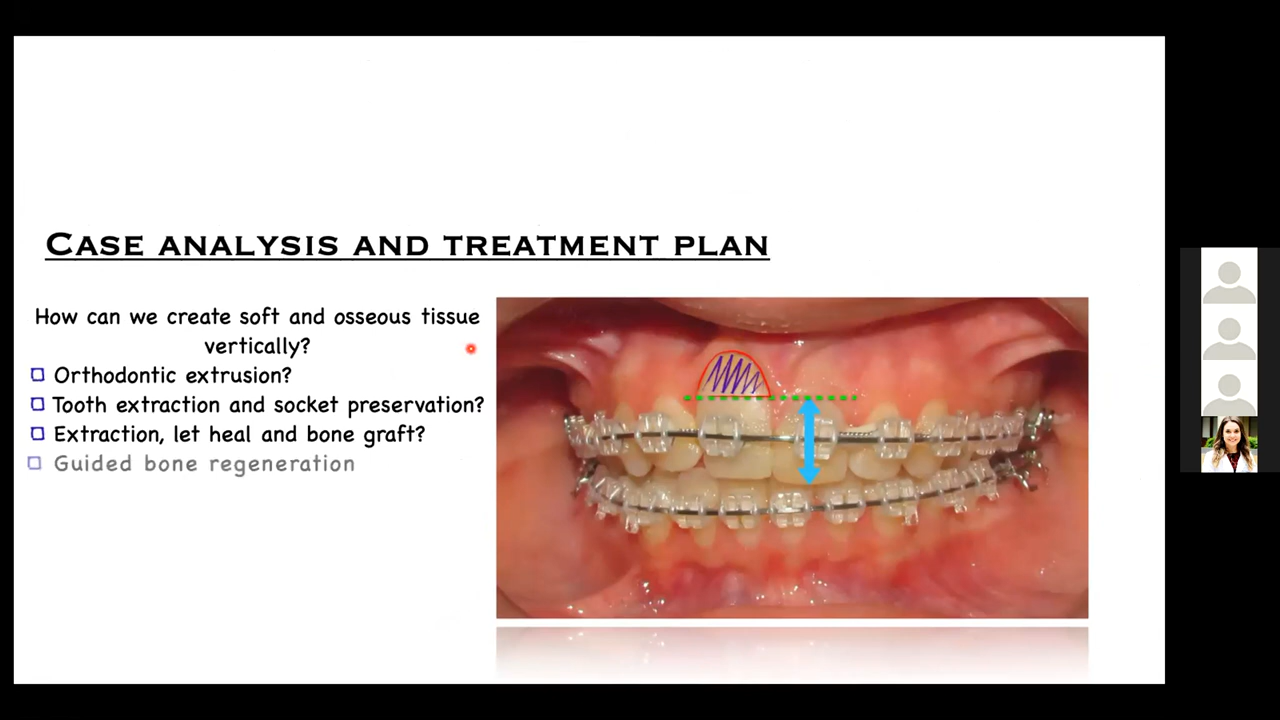 CASE ANALYSIS AND TREATMENT PLAN
How can we create soft and osseous tissue
vertically?
Orthodontic extrusion?
Tooth extraction and socket preservation?
Extraction, let heal and bone graft?
Guided bone regeneration